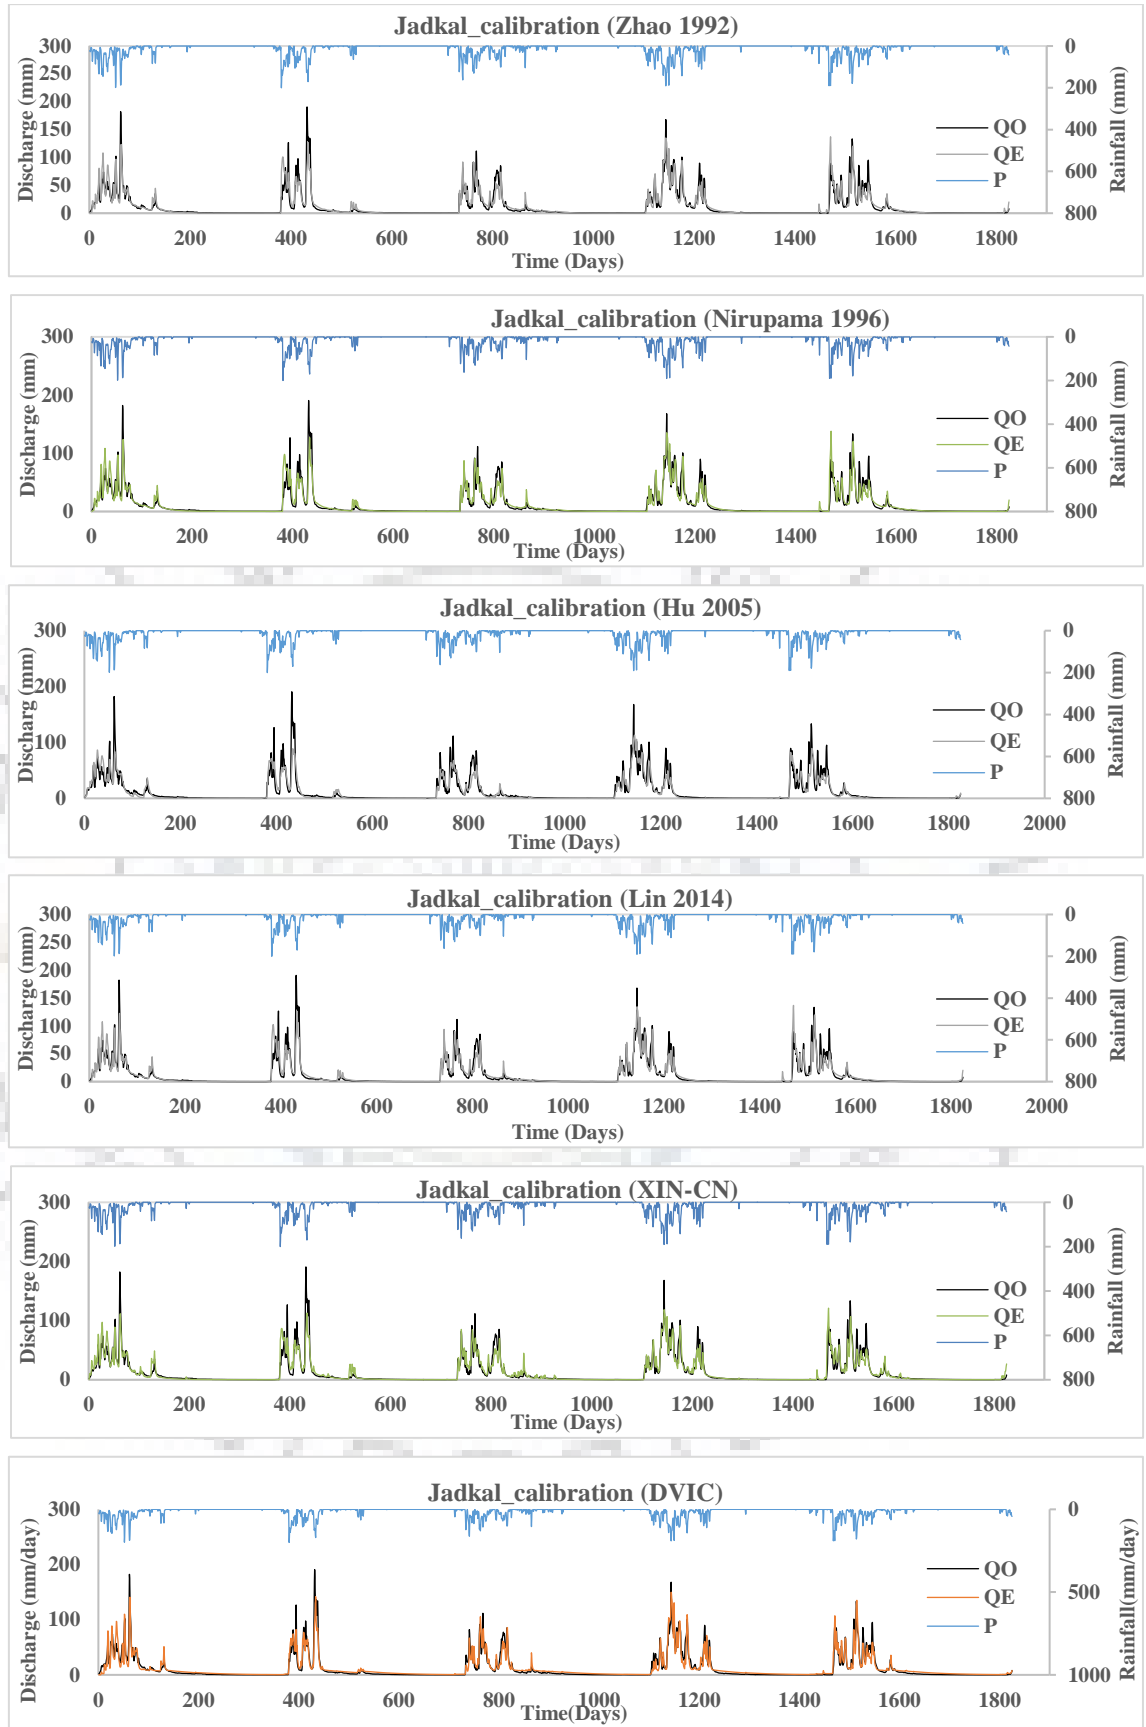 Jadkal_calibration (Zhao 1992)
300
250
200
150
100
50
0
Discharge (mm)
0
200
400
600
800
Rainfall (mm)
QO
QE
P
0 200 400 600 800 1000 1200 1400 1600 1800
Time (Days)
Jadkal_calibration (Nirupama 1996)
300
200
100
0
Discharge (mm)
0
200
400
600
800
Rainfall (mm)
QO
QE
P
0 200 400 600 800 1000 1200 1400 1600 1800
Time (Days)
Jadkal_calibration (Hu 2005)
300
200
100
0
Discharg (mm)
0
200
400
600
800
Rainfall (mm)
QO
QE
P
0 200 400 600 800 1000 1200 1400 1600 1800 2000
Time (Days)
Jadkal_calibration (Lin 2014)
300
250
200
150
100
50
0
Discharge (mm)
0
200
400
600
800
Rainfall (mm)
QO
QE
P
0 200 400 600 800 1000 1200 1400 1600 1800 2000
Time (Days)
Jadkal_calibration (XIN-CN)
300
200
100
0
Discharge (mm)
0
200
400
600
800
Rainfall (mm)
QO
QE
P
0 200 400 600 800 1000 1200 1400 1600 1800
Time (Days)
Jadkal_calibration (DVIC)
300
200
100
0
Discharge (mm/day)
0
500
1000
Rainfall(mm/day)
QO
QE
P
0 200 400 600 800 1000 1200 1400 1600 1800
Time(Days)